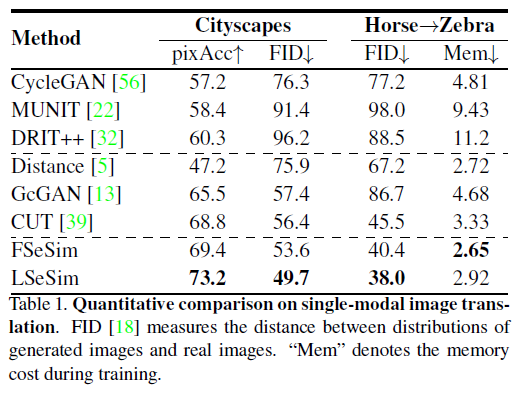 Method Cityscapes Horse→Zebra
pixAcc↑ FID↓ FID↓ Mem↓
CycleGAN [56] 57.2 76.3 77.2 4.81
MUNIT [22] 58.4 91.4 98.0 9.43
DRIT++ [32] 60.3 96.2 88.5 11.2
Distance [5] 47.2 75.9 67.2 2.72
GcGAN [13] 65.5 57.4 86.7 4.68
CUT [39] 68.8 56.4 45.5 3.33
FSeSim 69.4 53.6 40.4 2.65
LSeSim 73.2 49.7 38.0 2.92
Table 1. Quantitative comparison on single-modal image trans-
lation. FID [18] measures the distance between distributions of
generated images and real images. “Mem” denotes the memory
cost during training.